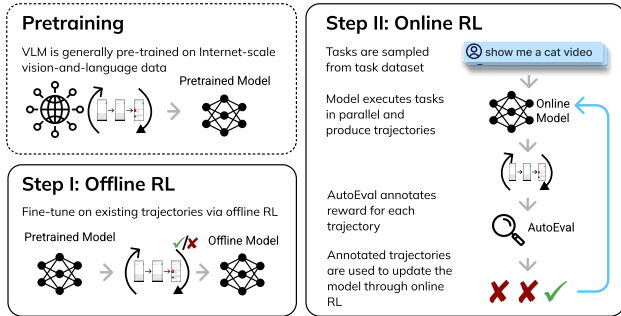 Pretraining
VLM is generally pre-trained on Internet-scale
vision-and-language data
Pretrained Model
Step I: Offline RL
Fine-tune on existing trajectories via offline RL
Pretrained Model
Offline Model
Step II: Online RL
Tasks are sampled
from task dataset
show me a cat video
Model executes tasks
in parallel and
produce trajectories
Online
Model
AutoEval annotates
reward for each
trajectory
AutoEval
Annotated trajectories
are used to update the
model through online
RL